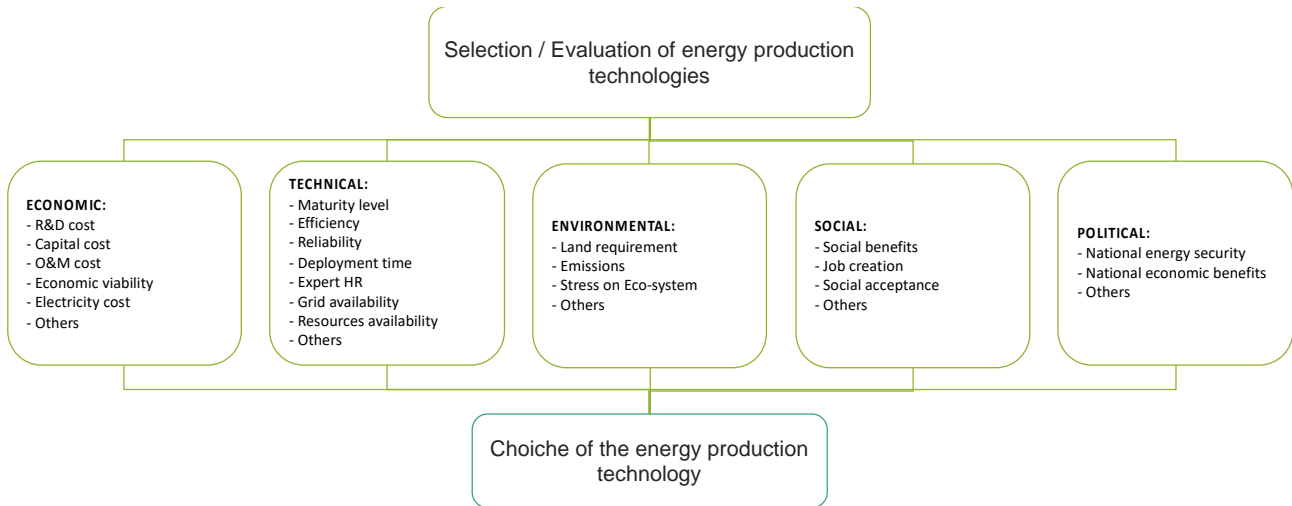 Selection / Evaluation of energy production
technologies
ECONOMIC:
- R&D cost
- Capital cost
- O&M cost
- Economic viability
- Electricity cost
- Others
TECHNICAL:
- Maturity level
- Efficiency
- Reliability
- Deployment time
- Expert HR
- Grid availability
- Resources availability
- Others
ENVIRONMENTAL:
- Land requirement
- Emissions
- Stress on Eco-system
- Others
SOCIAL:
- Social benefits
- Job creation
- Social acceptance
- Others
POLITICAL:
- National energy security
- National economic benefits
- Others
Choiche of the energy production
technology